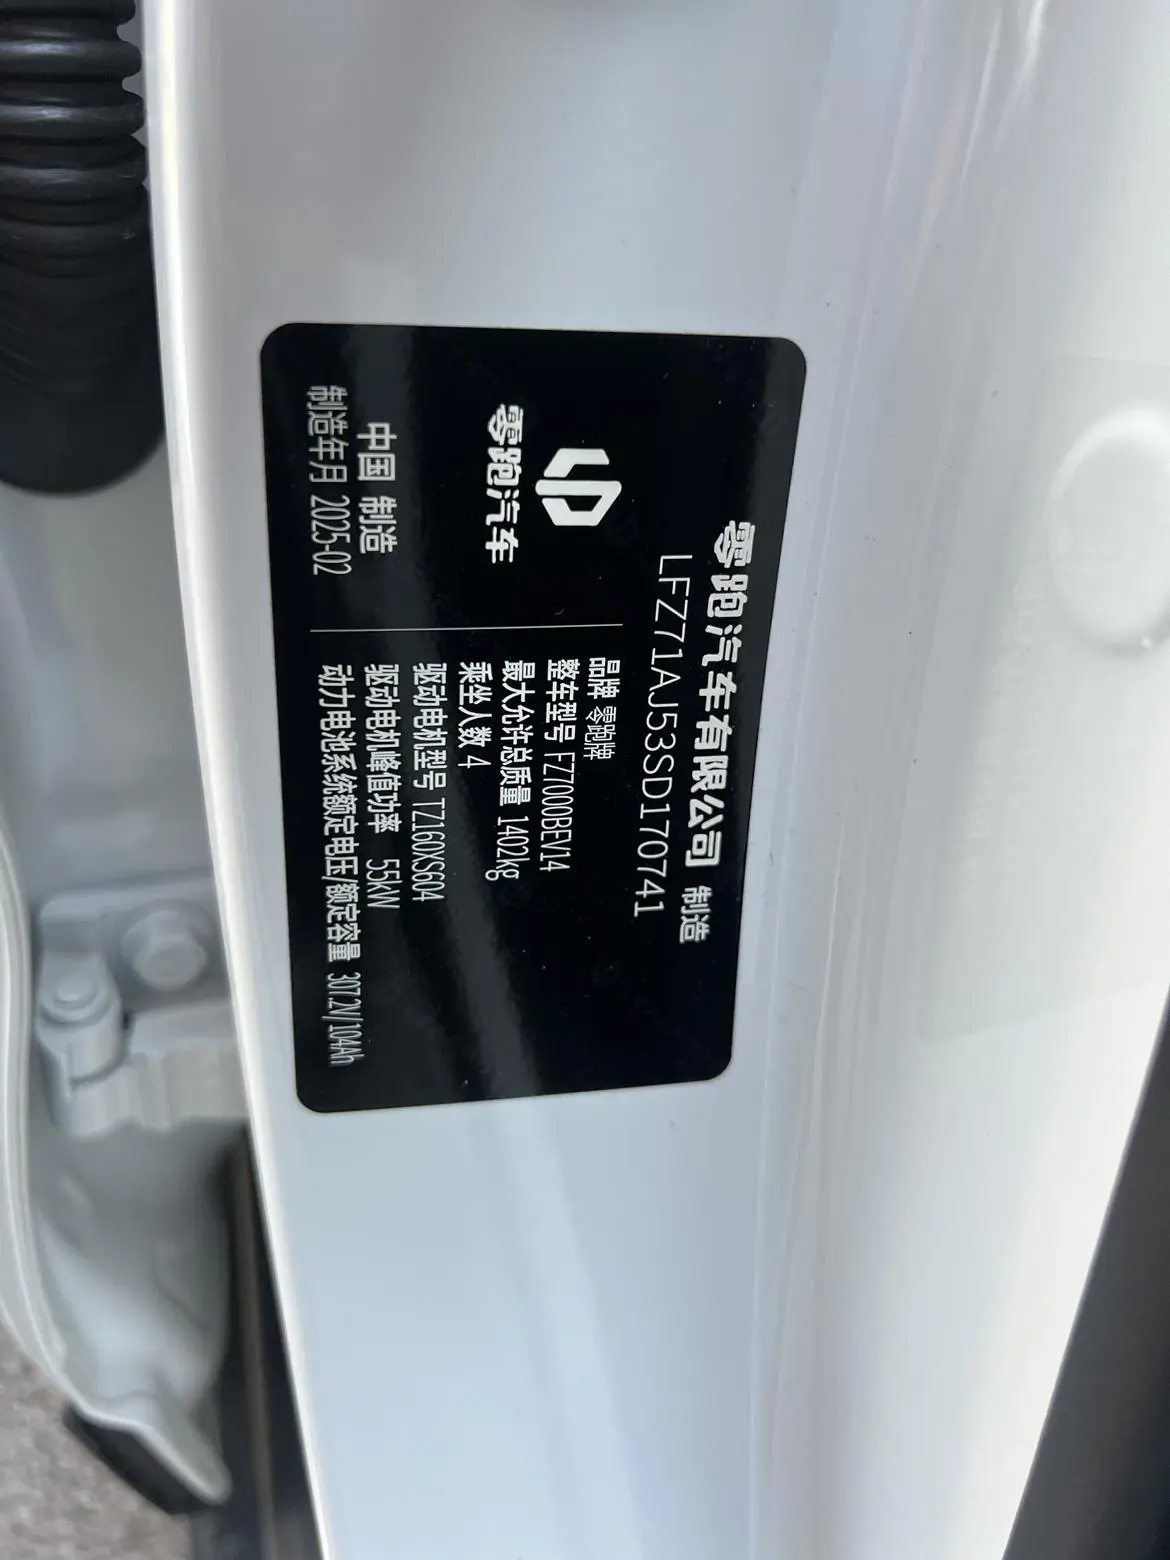 零跑汽车有限公司 制造
LFZ71AJ53SD170741
LP
零跑汽车
中国 制造
制造年月 2025-02
品牌 零跑牌
整车型号 FZ7000BEV14
最大允许总质量 1402kg
乘坐人数 4
驱动电机型号 TZ160XS604
驱动电机峰值功率 55kW
动力电池系统额定电压/额定容量 307.2V/104Ah